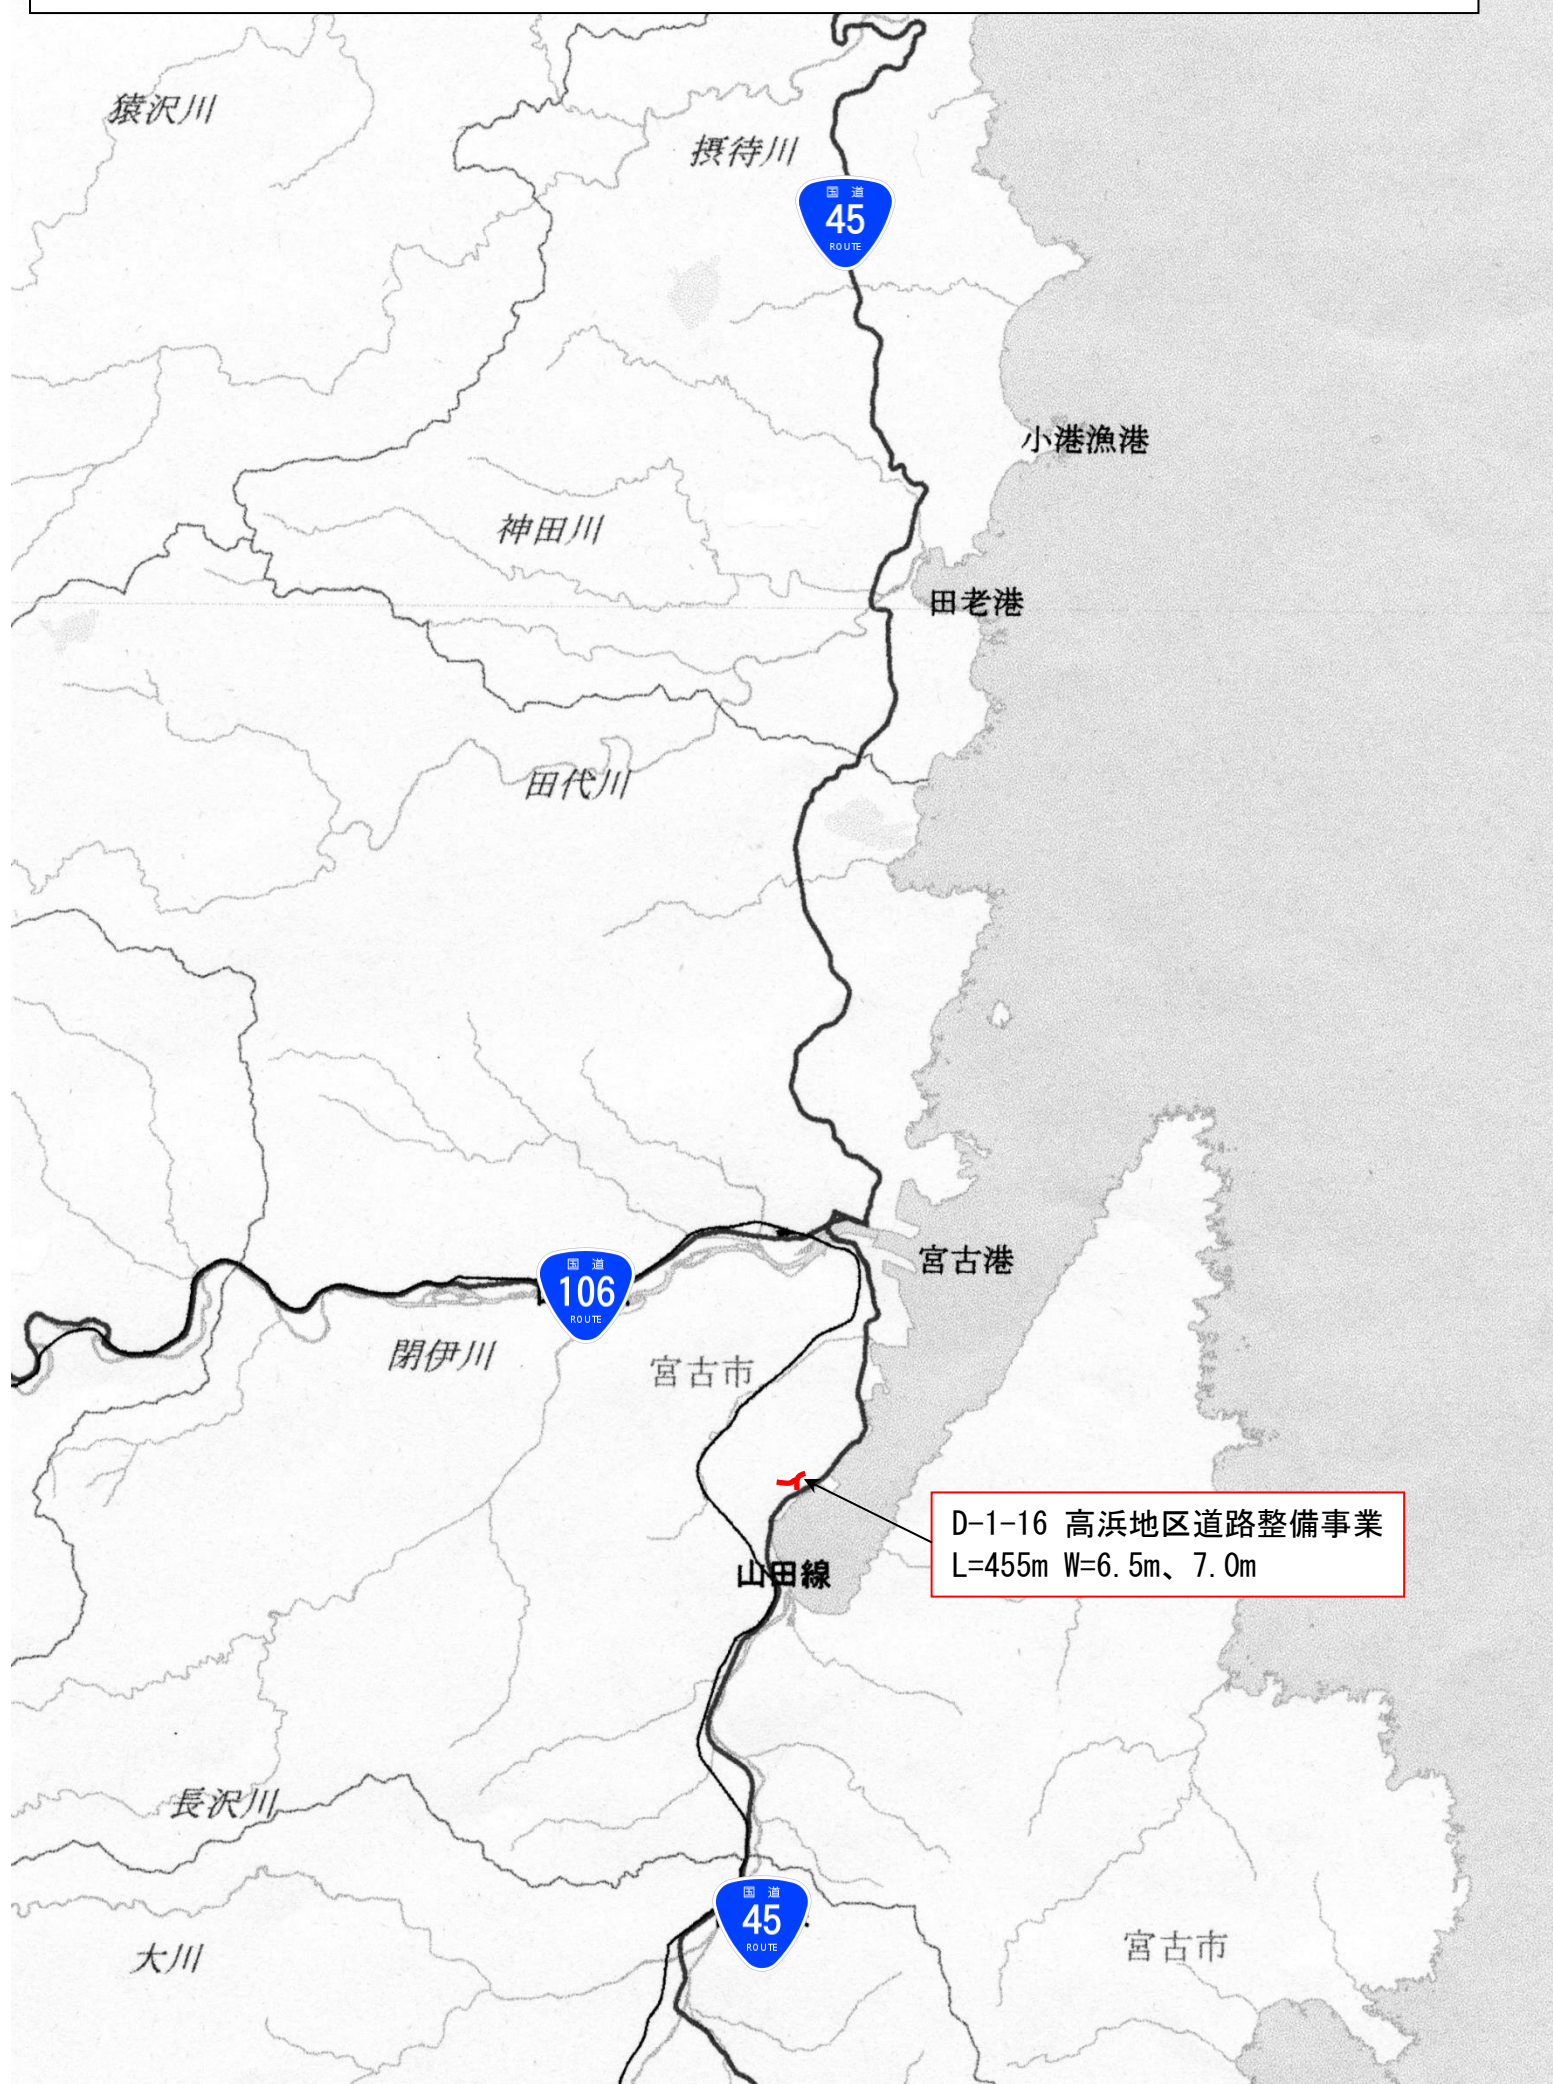 猿沢川
摂待川
国道
45
ROUTE
小港漁港
神田川
田老港
田代川
宮古港
国道
106
ROUTE
閉伊川
宮古市
D-1-16 高浜地区道路整備事業
L=455m W=6.5m、7.0m
山田線
長沢川
国道
45
ROUTE
宮古市
大川